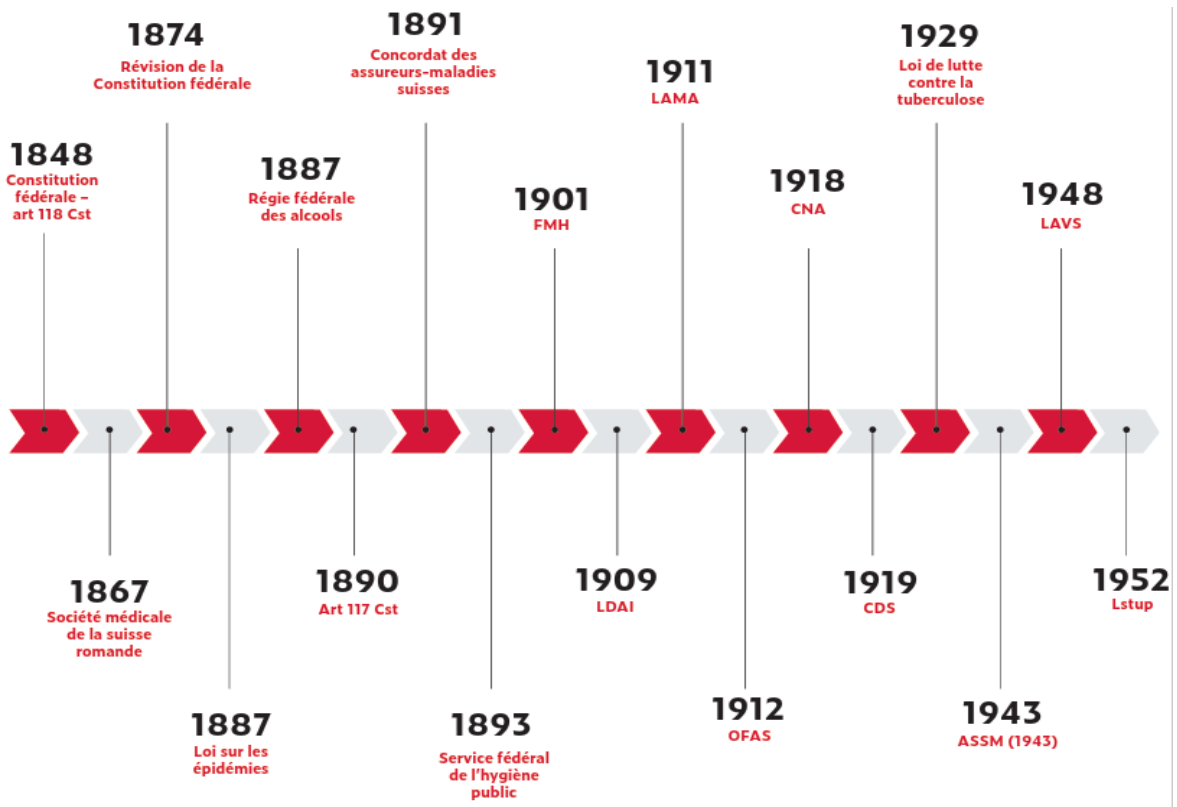 1848
Constitution
fédérale –
art 118 Cst
1867
Société médicale
de la suisse
romande
1874
Révision de la
Constitution fédérale
1887
Loi sur les
épidémies
1887
Régie fédérale
des alcools
1890
Art 117 Cst
1891
Concordat des
assureurs-maladies
suisses
1893
Service fédéral
de l'hygiène
public
1901
FMH
1909
LDAI
1911
LAMA
1912
OFAS
1918
CNA
1919
CDS
1929
Loi de lutte
contre la
tuberculose
1943
ASSM (1943)
1948
LAVS
1952
Lstup